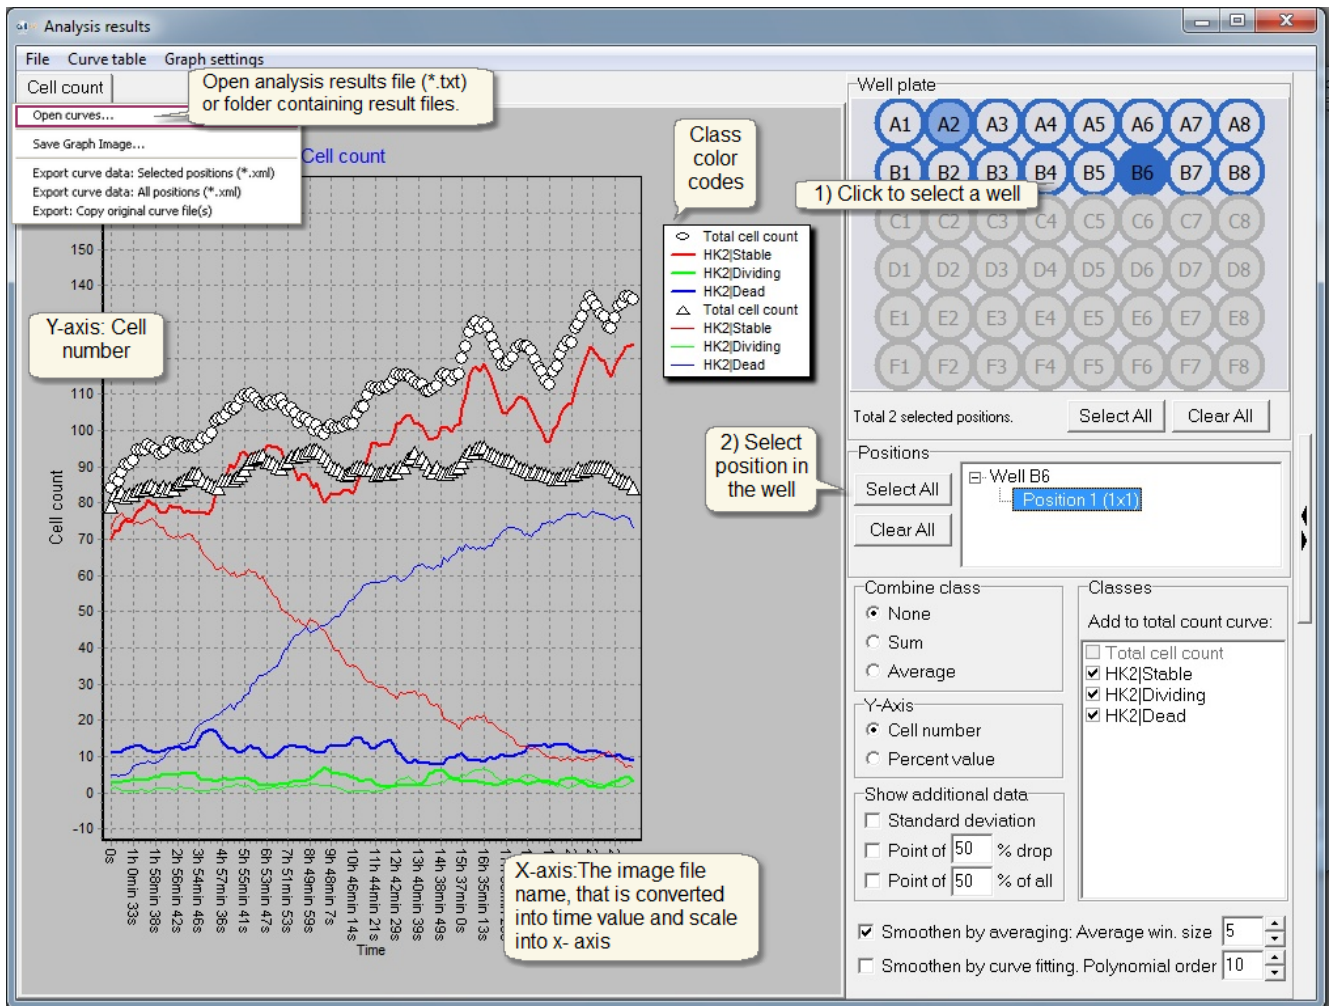 Analysis results
File Curve table Graph settings
Cell count
Open analysis results file (*.txt)
or folder containing result files.
Open curves...
Save Graph Image...
Export curve data: Selected positions (*.xml)
Export curve data: All positions (*.xml)
Export: Copy original curve file(s)
Cell count
Class
color
codes
Total cell count
HK2|Stable
HK2|Dividing
HK2|Dead
Total cell count
HK2|Stable
HK2|Dividing
HK2|Dead
Y-axis: Cell
number
Cell count
150
140
110
100
90
80
70
60
50
40
30
20
10
0
-10
0s
1h 0min 33s
1h 58min 38s
2h 56min 42s
3h 54min 46s
4h 57min 36s
5h 55min 41s
6h 53min 47s
7h 51min 53s
8h 49min 59s
9h 48min 7s
10h 46min 14s
11h 44min 21s
12h 42min 29s
13h 40min 39s
14h 38min 49s
15h 37min 0s
16h 35min 13s
Time
X-axis:The image file
name, that is converted
into time value and scale
into x- axis
Well plate
A1 A2 A3 A4 A5 A6 A7 A8
B1 B2 B3 B4 B5 B6 B7 B8
1) Click to select a well
C1 C2 C3 C4 C5 C6 C7 C8
D1 D2 D3 D4 D5 D6 D7 D8
E1 E2 E3 E4 E5 E6 E7 E8
F1 F2 F3 F4 F5 F6 F7 F8
Total 2 selected positions.
Select All
Clear All
2) Select
position in
the well
Positions
Select All
Clear All
Well B6
Position 1 (1x1)
Combine class
None
Sum
Average
Y-Axis
Cell number
Percent value
Show additional data
Standard deviation
Point of 50 % drop
Point of 50 % of all
Classes
Add to total count curve:
Total cell count
HK2|Stable
HK2|Dividing
HK2|Dead
Smoothen by averaging: Average win. size 5
Smoothen by curve fitting. Polynomial order 10